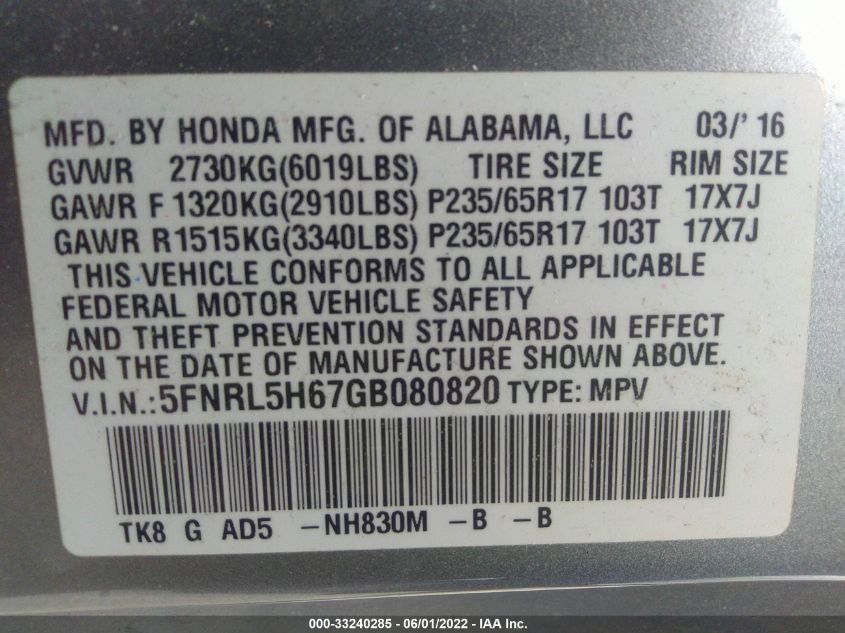 MFD. BY HONDA MFG. OF ALABAMA, LLC 03/' 16
GVWR 2730KG(6019LBS) TIRE SIZE RIM SIZE
GAWR F 1320KG(2910LBS) P235/65R17 103T 17X7J
GAWR R1515KG(3340LBS) P235/65R17 103T 17X7J
THIS VEHICLE CONFORMS TO ALL APPLICABLE
FEDERAL MOTOR VEHICLE SAFETY
AND THEFT PREVENTION STANDARDS IN EFFECT
ON THE DATE OF MANUFACTURE SHOWN ABOVE.
V.I.N.:5FNRL5H67GB080820 TYPE: MPV
TK8 G AD5 -NH830M -B -B
000-33240285 - 06/01/2022 - IAA Inc.